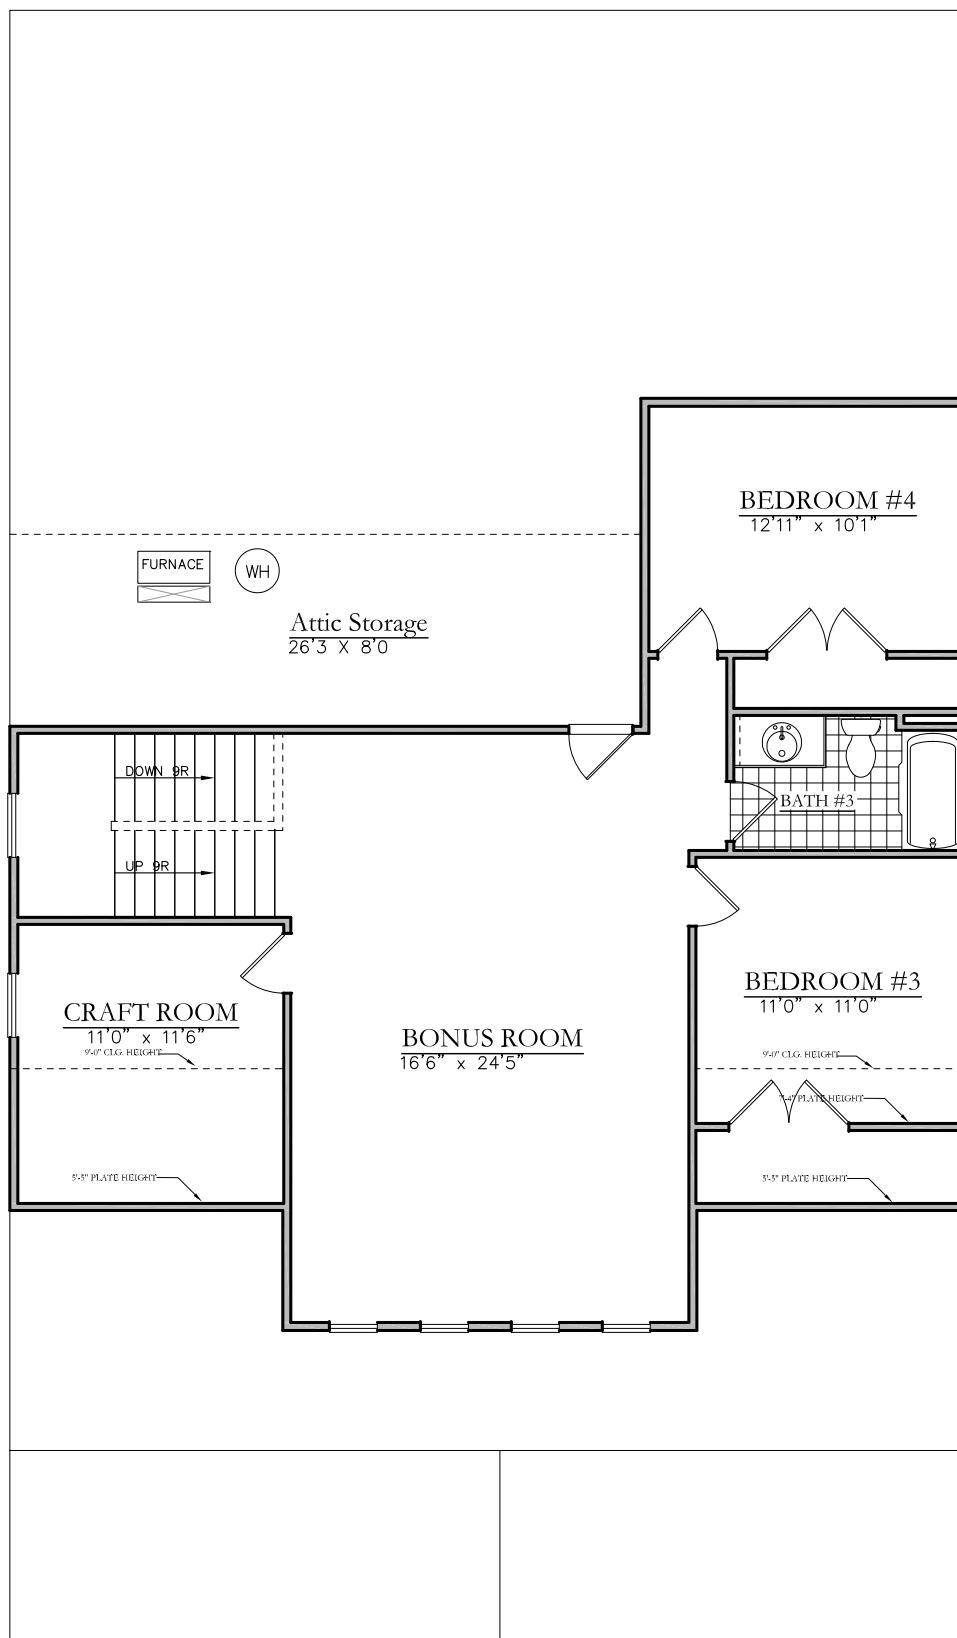 BEDROOM #4
12'11" x 10'1"
FURNACE
WH
Attic Storage
26'3 X 8'0
DOWN 9R
BATH #3
UP 9R
BEDROOM #3
11'0" x 11'0"
CRAFT ROOM
11'0" x 11'6"
9'-0" CLG. HEIGHT
BONUS ROOM
16'6" x 24'5"
9'-0" CLG. HEIGHT
7'-4" PLATE HEIGHT
5'-5" PLATE HEIGHT
5'-5" PLATE HEIGHT